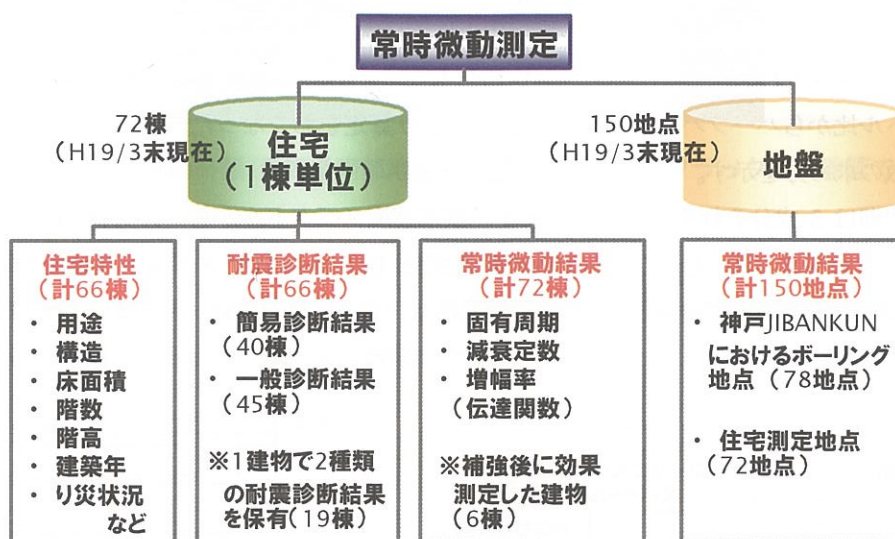 常時微動測定
72棟
（H19/3末現在）
住宅
（1棟単位）
150地点
（H19/3末現在）
地盤
住宅特性
（計66棟）
・ 用途
・ 構造
・ 床面積
・ 階数
・ 階高
・ 建築年
・ り災状況
など
耐震診断結果
（計66棟）
・ 簡易診断結果
（40棟）
・ 一般診断結果
（45棟）
※1建物で2種類
の耐震診断結果
を保有（19棟）
常時微動結果
（計72棟）
・ 固有周期
・ 減衰定数
・ 増幅率
（伝達関数）
※補強後に効果
測定した建物
（6棟）
常時微動結果
（計150地点）
・ 神戸JIBANKUN
におけるボーリング
地点（78地点）
・ 住宅測定地点
（72地点）